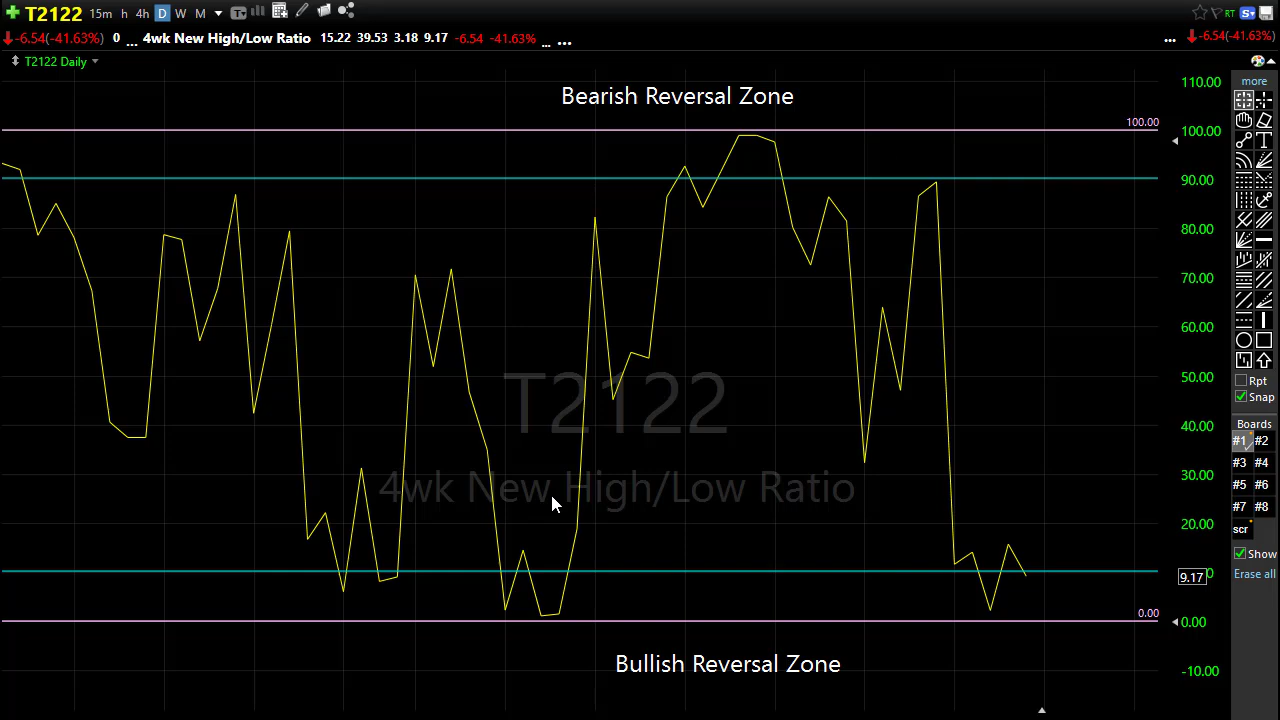 T2122 15m h 4h D W M T RT S
-6.54(-41.63%) 0 ... 4wk New High/Low Ratio 15.22 39.53 3.18 9.17 -6.54 -41.63% ... ... ... -6.54(-41.63%)
T2122 Daily
more
Bearish Reversal Zone
110.00
100.00
100.00
90.00
80.00
70.00
60.00
50.00
40.00
30.00
20.00
9.17
0
0.00
0.00
-10.00
T2122
4wk New High/Low Ratio
Bullish Reversal Zone
T
Rpt
Snap
Boards
#1 #2
#3 #4
#5 #6
#7 #8
scr
Show
Erase all